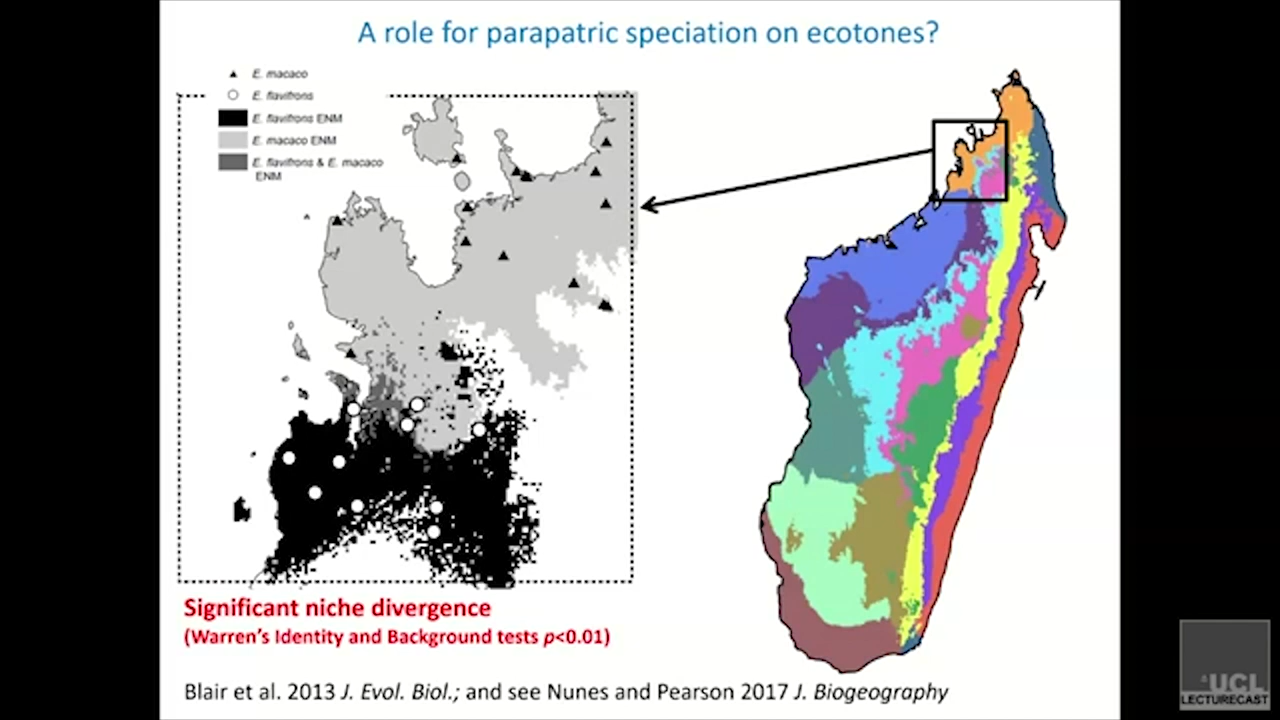 A role for parapatric speciation on ecotones?
E. macaco
E. flavifrons
E. flavifrons ENM
E. macaco ENM
E. flavifrons & E. macaco
ENM
Significant niche divergence
(Warren's Identity and Background tests p<0.01)
Blair et al. 2013 J. Evol. Biol.; and see Nunes and Pearson 2017 J. Biogeography
UCL
LECTURECAST